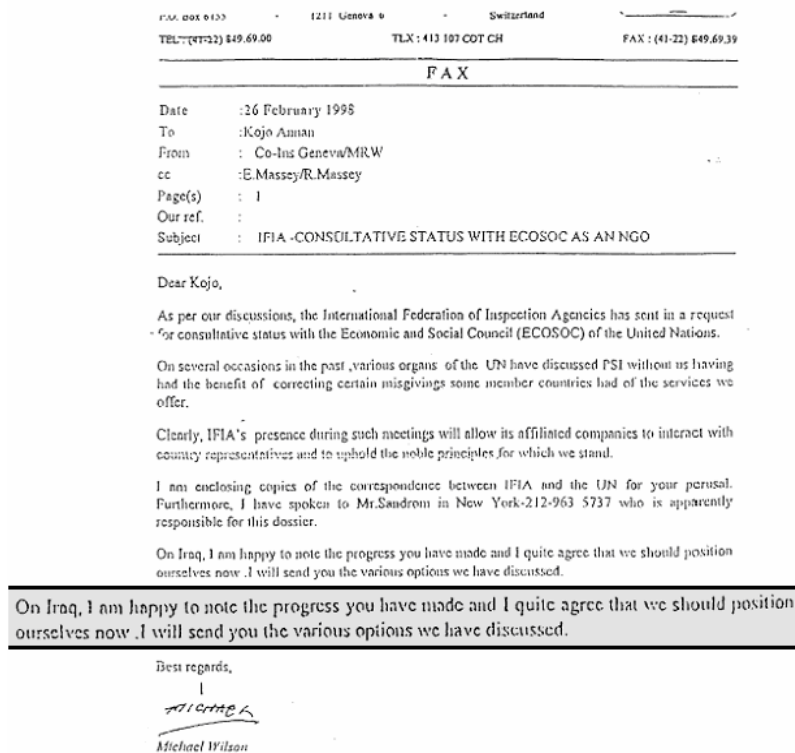 P.O. Box 6155 - 1211 Geneva 6 - Switzerland
TEL : (41-22) 849.69.00 TLX : 413 107 COT CH FAX : (41-22) 849.69.39
FAX
Date :26 February 1998
To :Kojo Annan
From : Co-Ins Geneva/MRW
cc :E.Massey/R.Massey
Page(s) : 1
Our ref. :
Subject : IFIA -CONSULTATIVE STATUS WITH ECOSOC AS AN NGO
Dear Kojo,
As per our discussions, the International Federation of Inspection Agencies has sent in a request
for consultative status with the Economic and Social Council (ECOSOC) of the United Nations.
On several occasions in the past ,various organs of the UN have discussed PSI without us having
had the benefit of correcting certain misgivings some member countries had of the services we
offer.
Clearly, IFIA's presence during such meetings will allow its affiliated companies to interact with
country representatives and to uphold the noble principles for which we stand.
I am enclosing copies of the correspondence between IFIA and the UN for your perusal.
Furthermore, I have spoken to Mr.Sandrom in New York-212-963 5737 who is apparently
responsible for this dossier.
On Iraq, I am happy to note the progress you have made and I quite agree that we should position
ourselves now .I will send you the various options we have discussed.
On Iraq, I am happy to note the progress you have made and I quite agree that we should position
ourselves now .I will send you the various options we have discussed.
Best regards,
MICHAEL
Michael Wilson